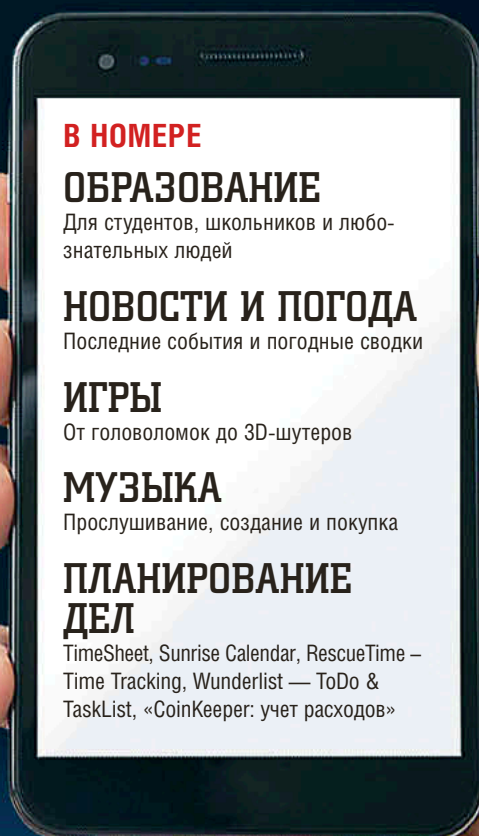 В НОМЕРЕ
ОБРАЗОВАНИЕ
Для студентов, школьников и любо-
знательных людей
НОВОСТИ И ПОГОДА
Последние события и погодные сводки
ИГРЫ
От головоломок до 3D-шутеров
МУЗЫКА
Прослушивание, создание и покупка
ПЛАНИРОВАНИЕ
ДЕЛ
TimeSheet, Sunrise Calendar, RescueTime –
Time Tracking, Wunderlist — ToDo &
TaskList, «CoinKeeper: учет расходов»